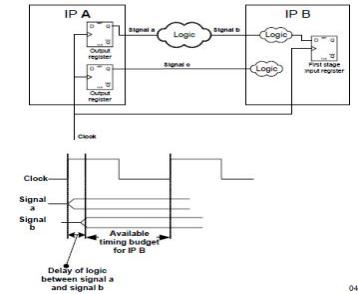 IP A
IP B
D Q
Output
register
Signal a
Logic
Signal b
Logic
D Q
First stage
input register
D Q
Output
register
Signal c
Logic
Clock
Clock
Signal
a
Signal
b
Available
timing budget
for IP B
Delay of logic
between signal a
and signal b
04